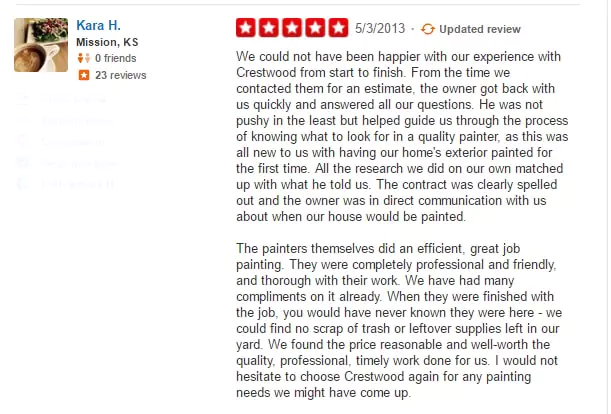 Kara H.
Mission, KS
0 friends
23 reviews
5/3/2013 · Updated review
We could not have been happier with our experience with
Crestwood from start to finish. From the time we
contacted them for an estimate, the owner got back with
us quickly and answered all our questions. He was not
pushy in the least but helped guide us through the process
of knowing what to look for in a quality painter, as this was
all new to us with having our home's exterior painted for
the first time. All the research we did on our own matched
up with what he told us. The contract was clearly spelled
out and the owner was in direct communication with us
about when our house would be painted.
The painters themselves did an efficient, great job
painting. They were completely professional and friendly,
and thorough with their work. We have had many
compliments on it already. When they were finished with
the job, you would have never known they were here - we
could find no scrap of trash or leftover supplies left in our
yard. We found the price reasonable and well-worth the
quality, professional, timely work done for us. I would not
hesitate to choose Crestwood again for any painting
needs we might have come up.